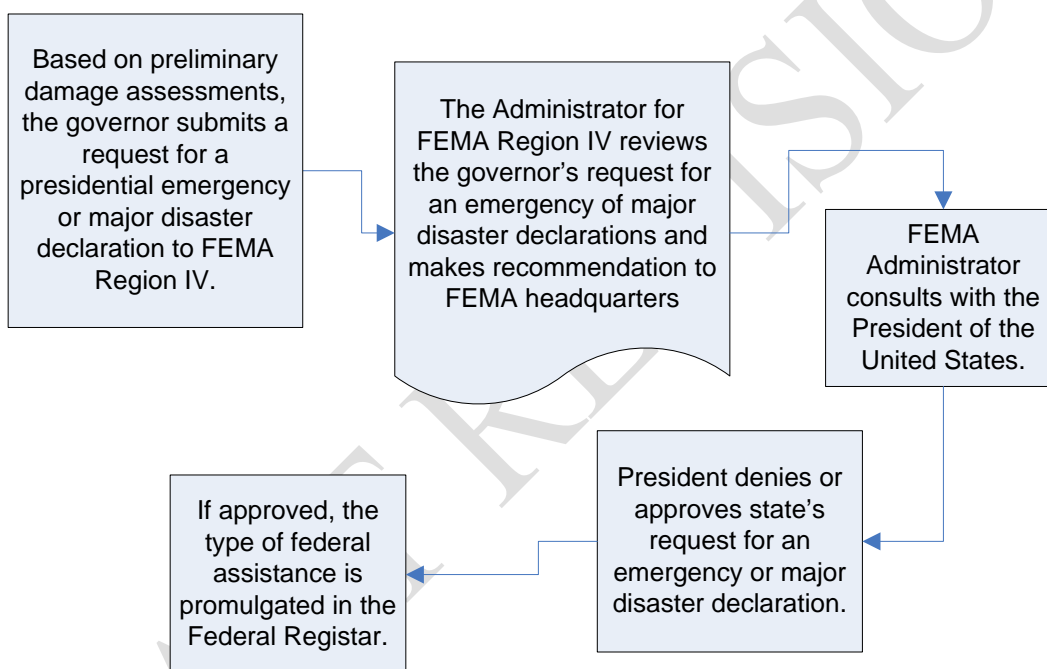 Based on preliminary
damage assessments,
the governor submits a
request for a
presidential emergency
or major disaster
declaration to FEMA
Region IV.
The Administrator for
FEMA Region IV reviews
the governor's request for
an emergency of major
disaster declarations and
makes recommendation to
FEMA headquarters
FEMA
Administrator
consults with the
President of the
United States.
President denies or
approves state's
request for an
emergency or major
disaster declaration.
If approved, the
type of federal
assistance is
promulgated in the
Federal Registar.